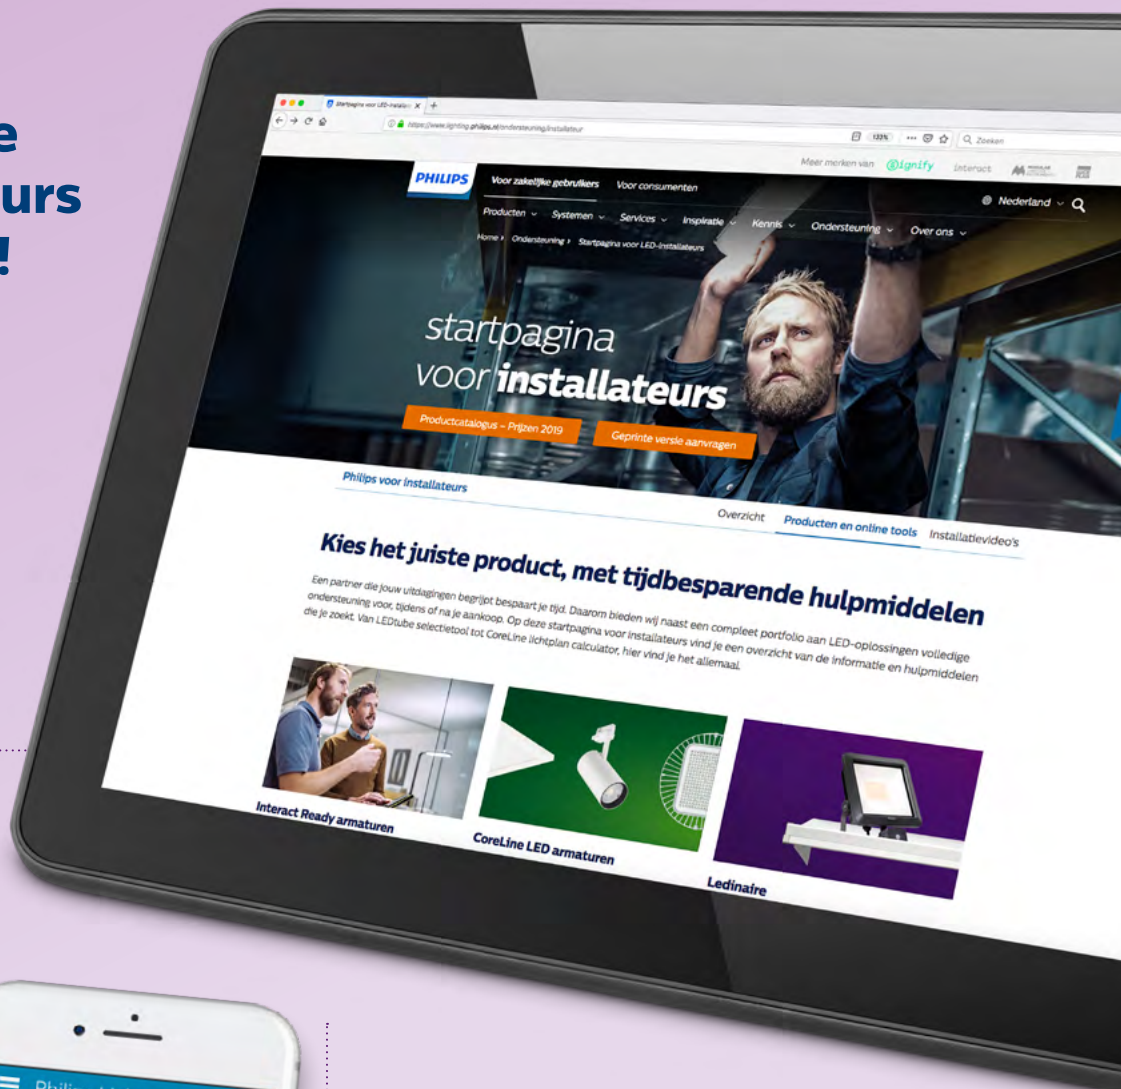 e
urs
!
Startpagina voor LED-installate
https://www.lighting.philips.nl/ondersteuning/installateur
133%
Zoeken
Meer merken van
Signify
interact
PHILIPS
Voor zakelijke gebruikers
Voor consumenten
Nederland
Producten
Systemen
Services
Inspiratie
Kennis
Ondersteuning
Over ons
Home
Ondersteuning
Startpagina voor LED-installateurs
startpagina
voor installateurs
Productcatalogus – Prijzen 2019
Geprinte versie aanvragen
Philips voor installateurs
Overzicht
Producten en online tools
Installatievideo's
Kies het juiste product, met tijdbesparende hulpmiddelen
Een partner die jouw uitdagingen begrijpt bespaart je tijd. Daarom bieden wij naast een compleet portfolio aan LED-oplossingen volledige
ondersteuning voor, tijdens of na je aankoop. Op deze startpagina voor installateurs vind je een overzicht van de informatie en hulpmiddelen
die je zoekt. Van LEDtube selectietool tot CoreLine lichtplan calculator, hier vind je het allemaal.
Interact Ready armaturen
CoreLine LED armaturen
Ledinaire